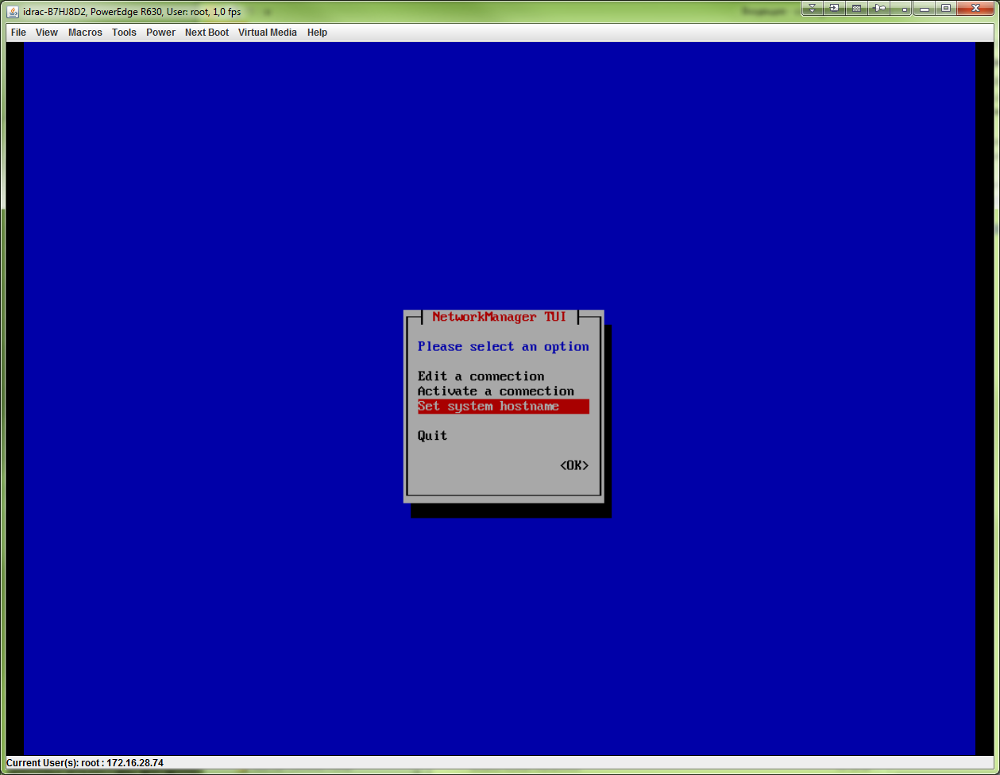 idrac-B7HJ8D2, PowerEdge R630, User: root, 1,0 fps
File View Macros Tools Power Next Boot Virtual Media Help
NetworkManager TUI
Please select an option
Edit a connection
Activate a connection
Set system hostname
Quit
<OK>
Current User(s): root : 172.16.28.74